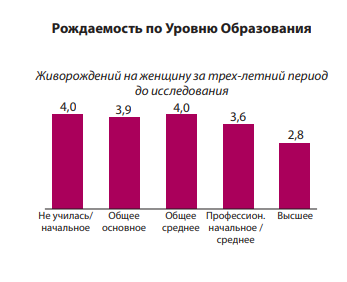 Рождаемость по Уровню Образования
Живорождений на женщину за трех-летний период
до исследования
4,0
3,9
4,0
3,6
2,8
Не училась/
начальное
Общее
основное
Общее
среднее
Профессион.
начальное /
среднее
Высшее